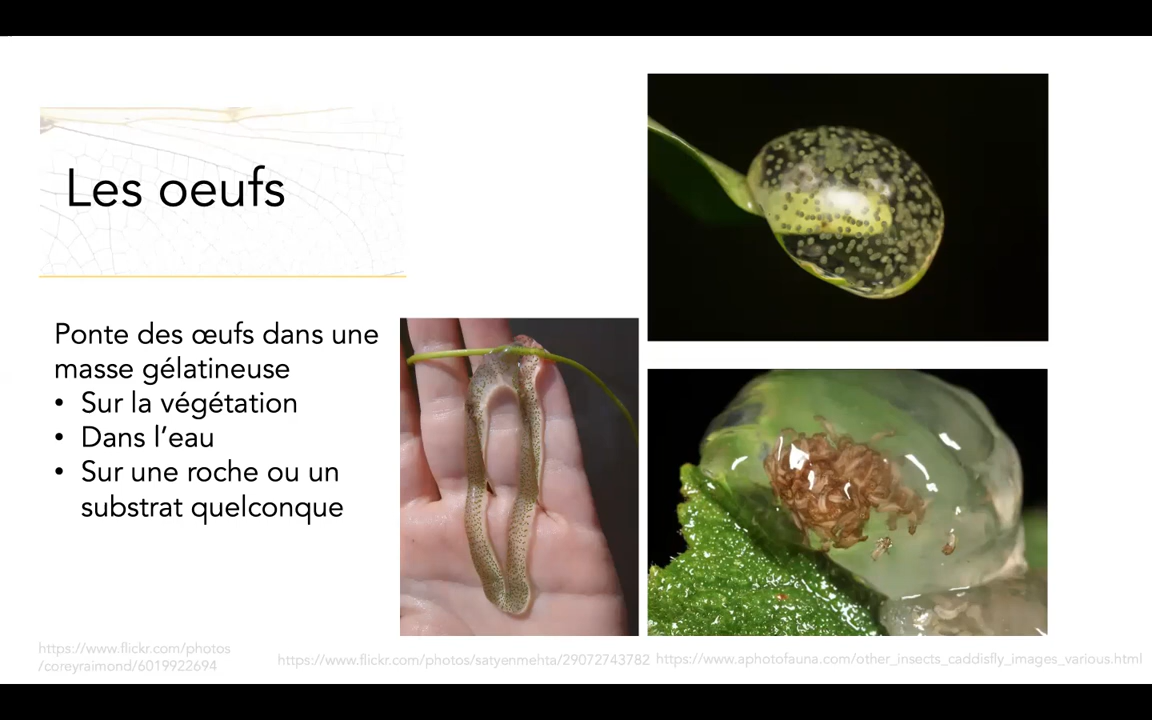 Les oeufs
Ponte des œufs dans une
masse gélatineuse
• Sur la végétation
• Dans l'eau
• Sur une roche ou un
substrat quelconque
https://www.flickr.com/photos
/coreyraimond/6019922694
https://www.flickr.com/photos/satyenmehta/29072743782
https://www.aphotofauna.com/other_insects_caddisfly_images_various.html